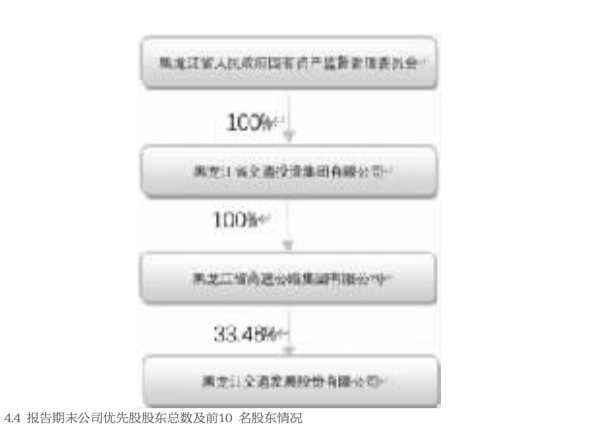 黑龙江省人民政府国有资产监督管理委员会
100%
黑龙江省交通投资集团有限公司
100%
黑龙江省高速公路集团有限公司
33.48%
黑龙江交通发展股份有限公司
4.4 报告期末公司优先股股东总数及前10 名股东情况